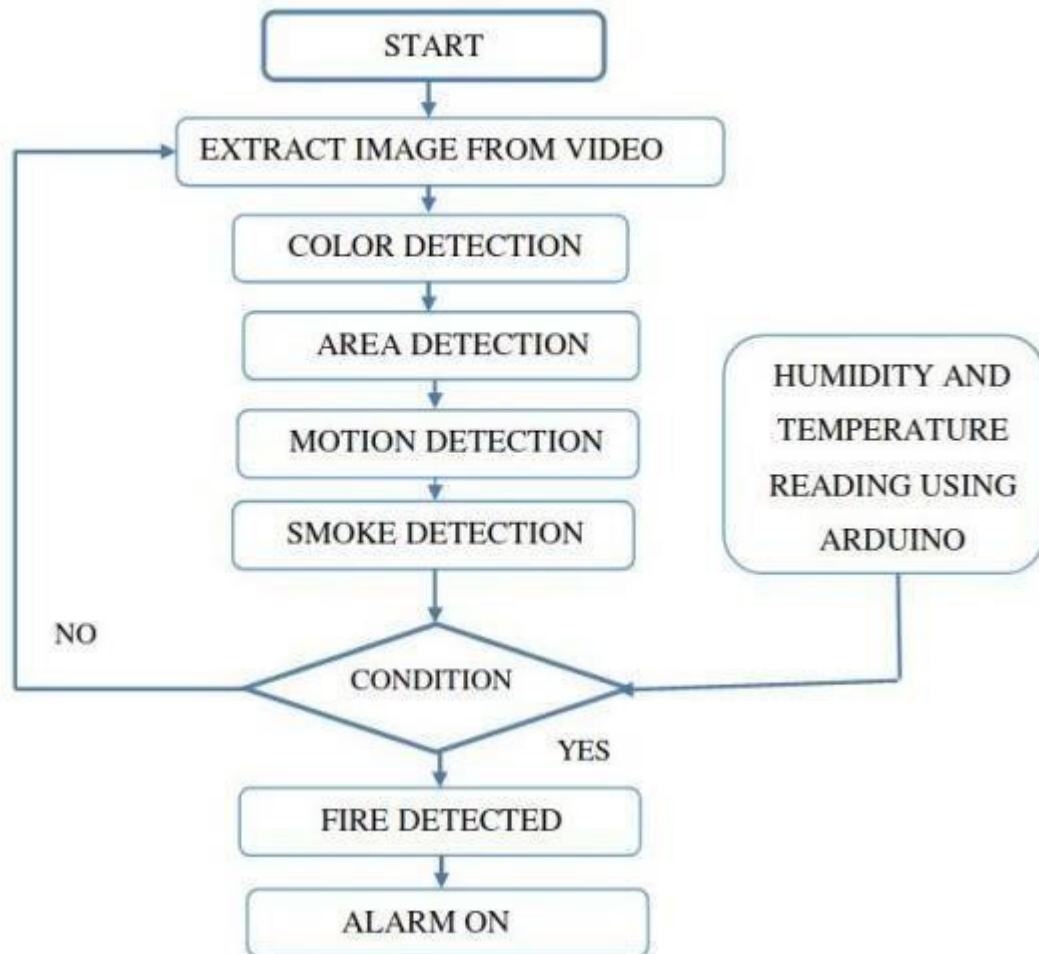 START
EXTRACT IMAGE FROM VIDEO
COLOR DETECTION
AREA DETECTION
MOTION DETECTION
SMOKE DETECTION
HUMIDITY AND
TEMPERATURE
READING USING
ARDUINO
NO
CONDITION
YES
FIRE DETECTED
ALARM ON